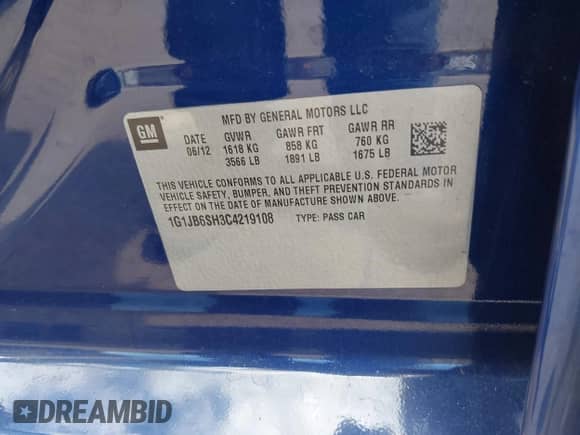 MFD BY GENERAL MOTORS LLC
GM
DATE GVWR GAWR FRT GAWR RR
06/12 1618 KG 858 KG 760 KG
3566 LB 1891 LB 1675 LB
THIS VEHICLE CONFORMS TO ALL APPLICABLE U.S. FEDERAL MOTOR
VEHICLE SAFETY, BUMPER, AND THEFT PREVENTION STANDARDS IN
EFFECT ON THE DATE OF MANUFACTURE SHOWN ABOVE.
1G1JB6SH3C4219108 TYPE: PASS CAR
DREAMBID